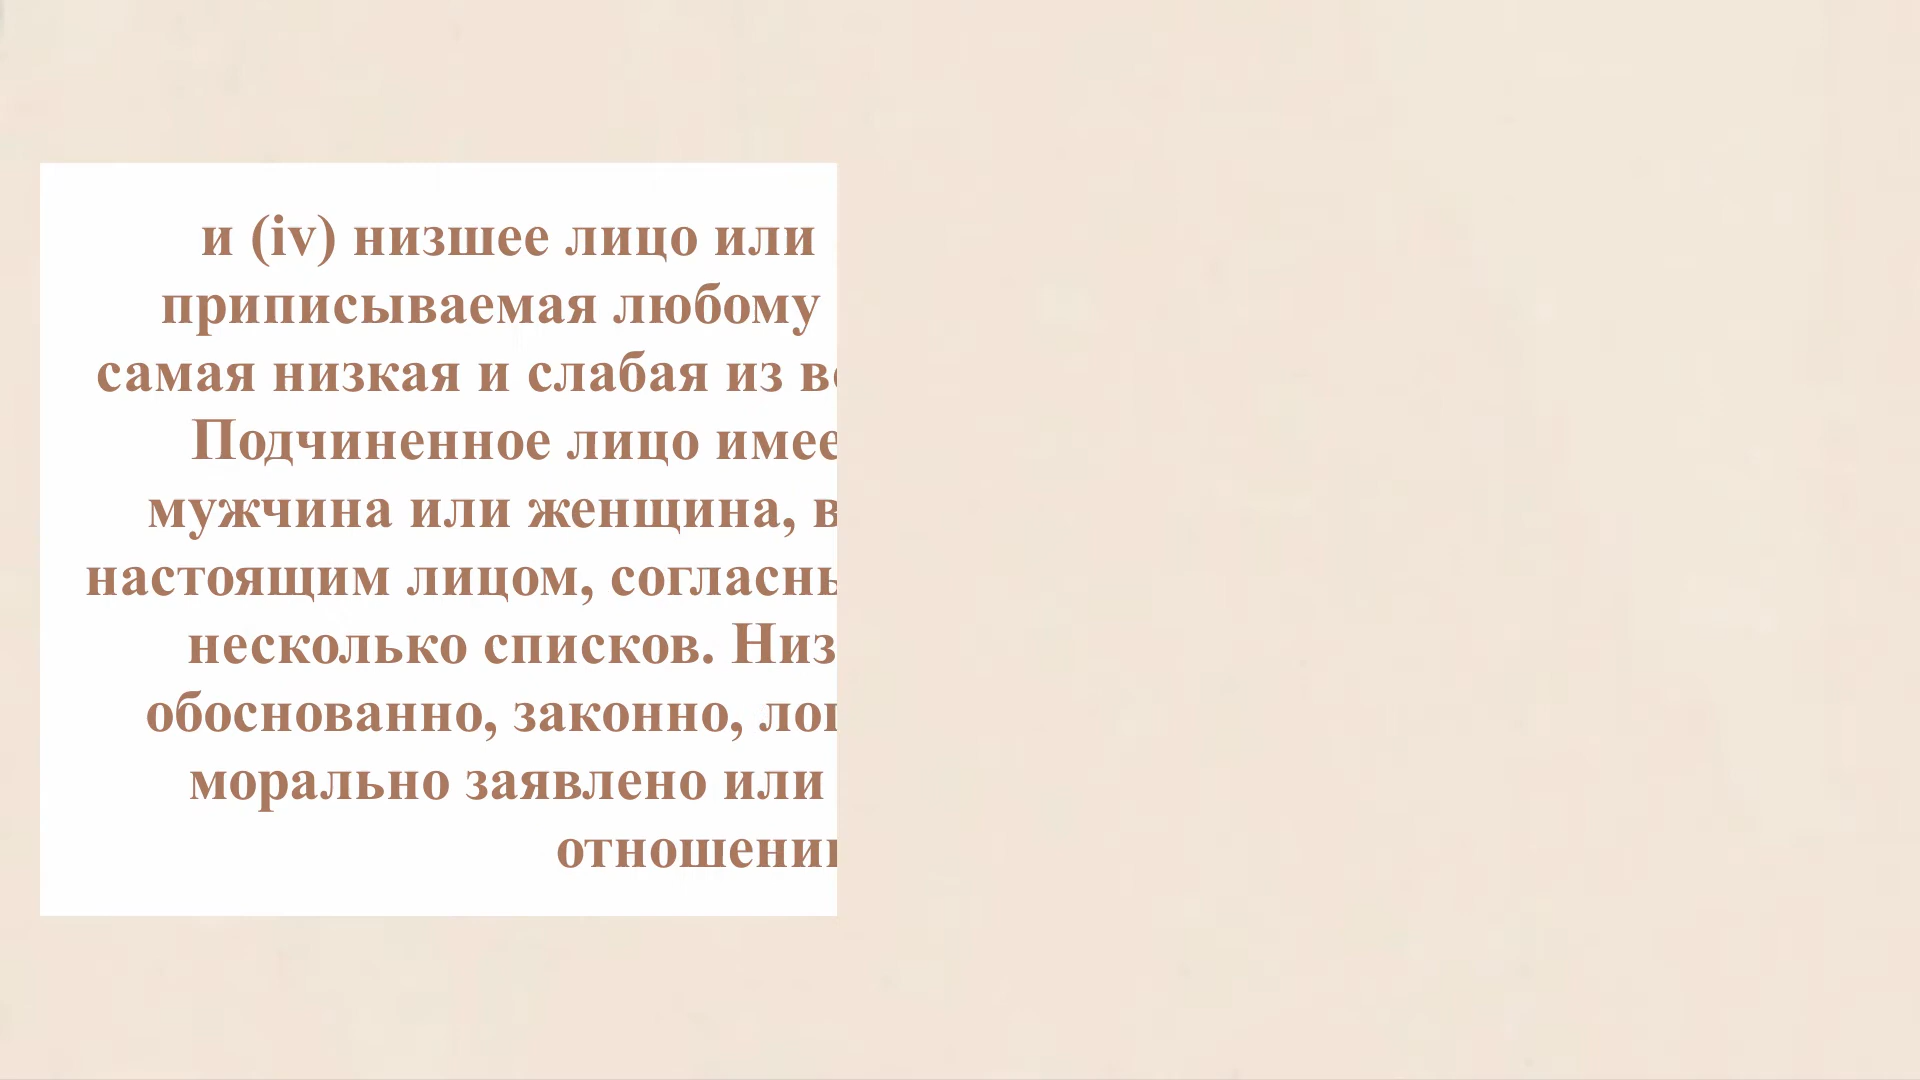 и (iv) низшее лицо или
приписываемая любому
самая низкая и слабая из
Подчиненное лицо
мужчина или женщина,
настоящим лицом,
несколько списков.
обоснованно, законно,
морально заявлено или